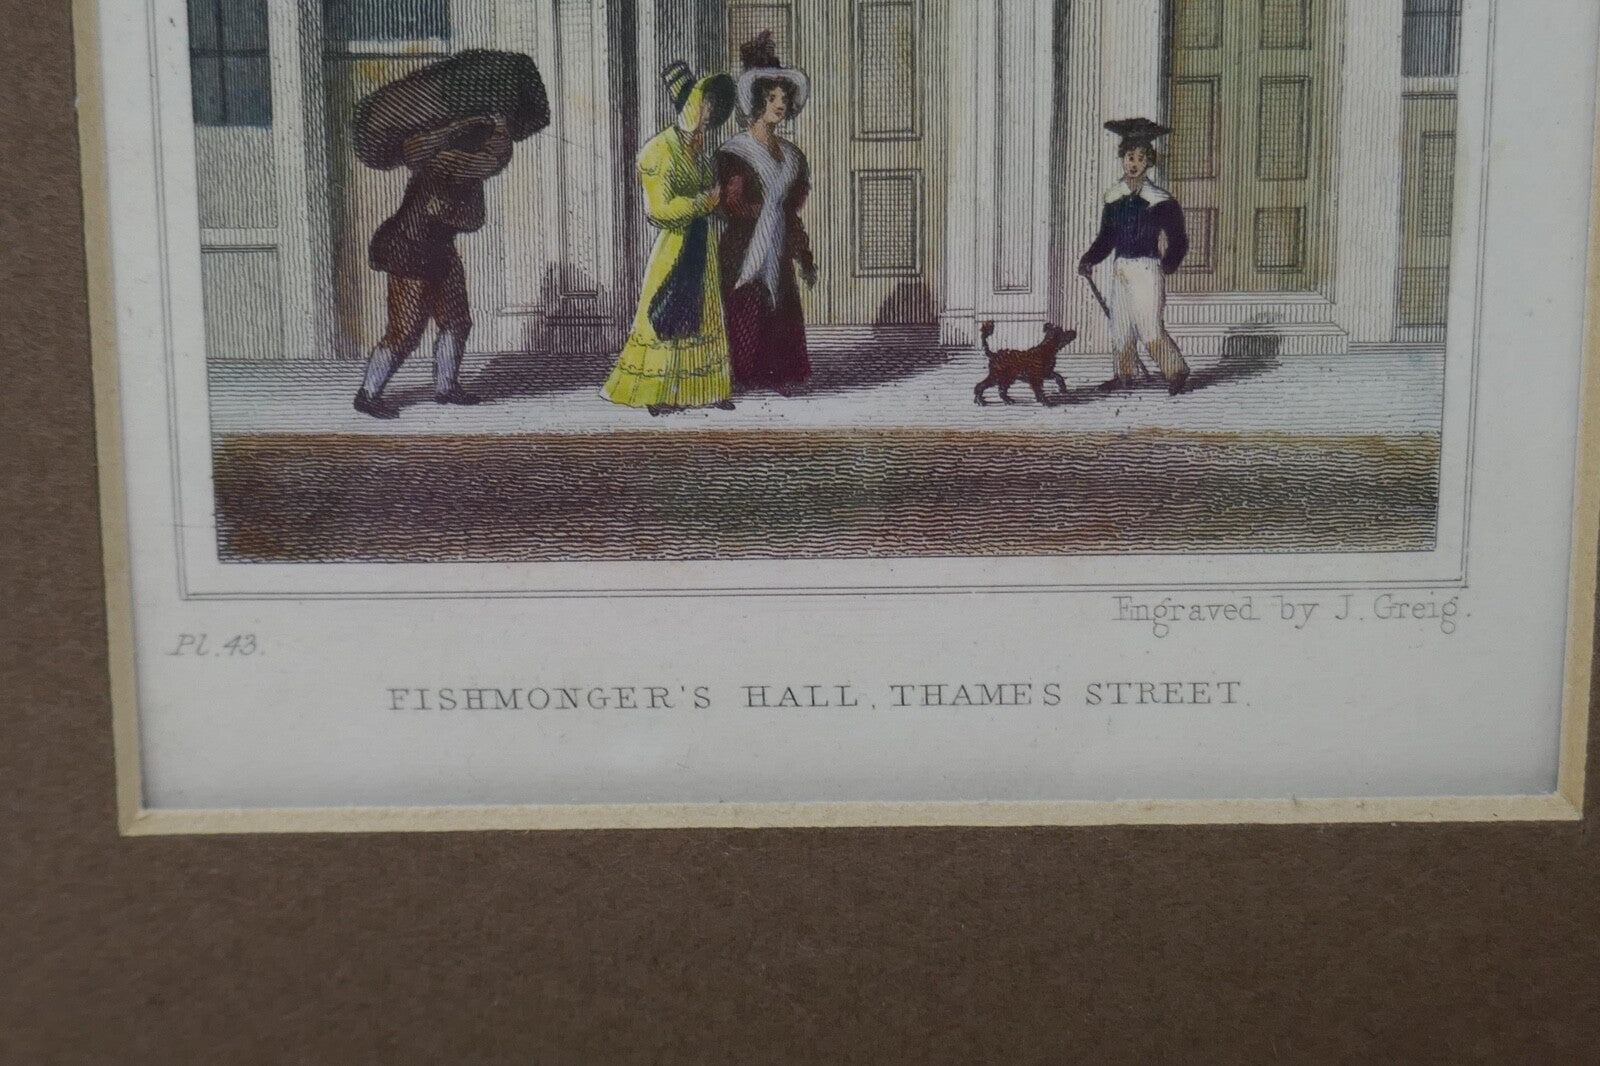 Engraved by J. Greig.
Pl. 43.
FISHMONGER'S HALL, THAMES STREET.